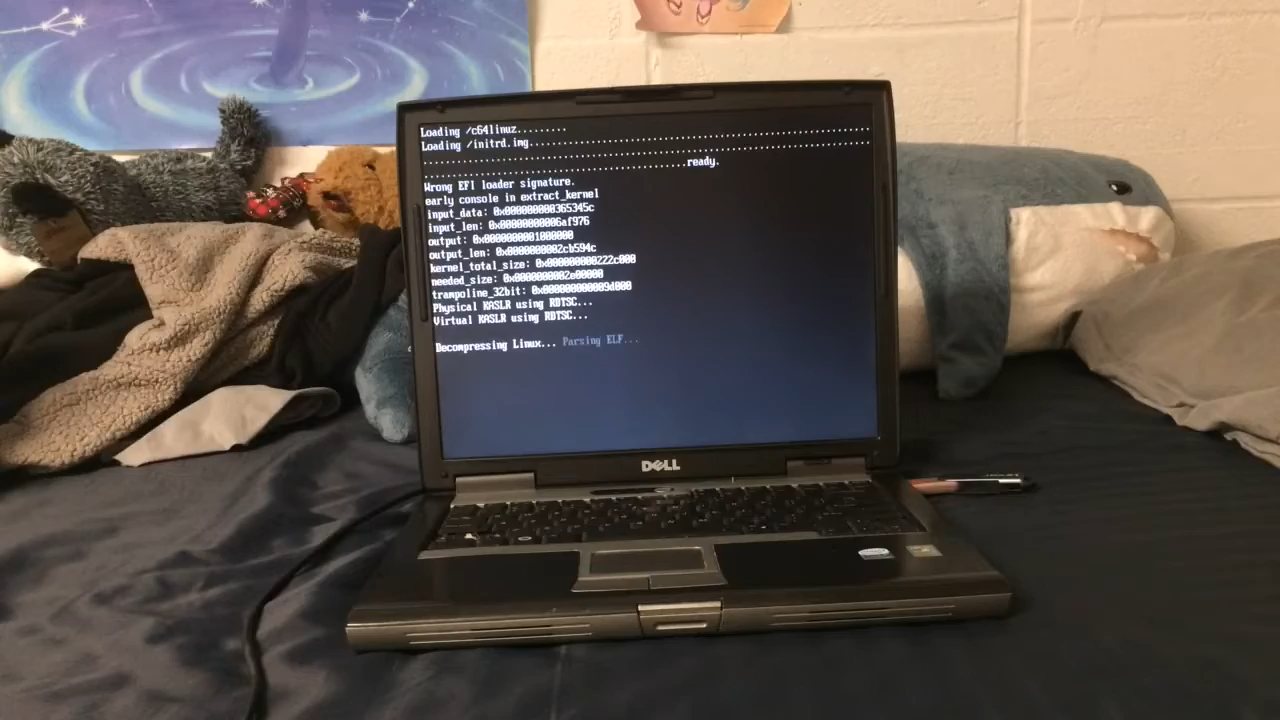 Loading /c64linuz.........
Loading /initrd.img..................................................................
.................................................................................
................................................ready.
Wrong EFI loader signature.
early console in extract_kernel
input_data: 0x000000000365345c
input_len: 0x00000000006af976
output: 0x0000000001000000
output_len: 0x0000000002cb594c
kernel_total_size: 0x000000000222c000
needed_size: 0x0000000002e00000
trampoline_32bit: 0x000000000009d000
Physical KASLR using RDTSC...
Virtual KASLR using RDTSC...
Decompressing Linux... Parsing ELF...
DELL